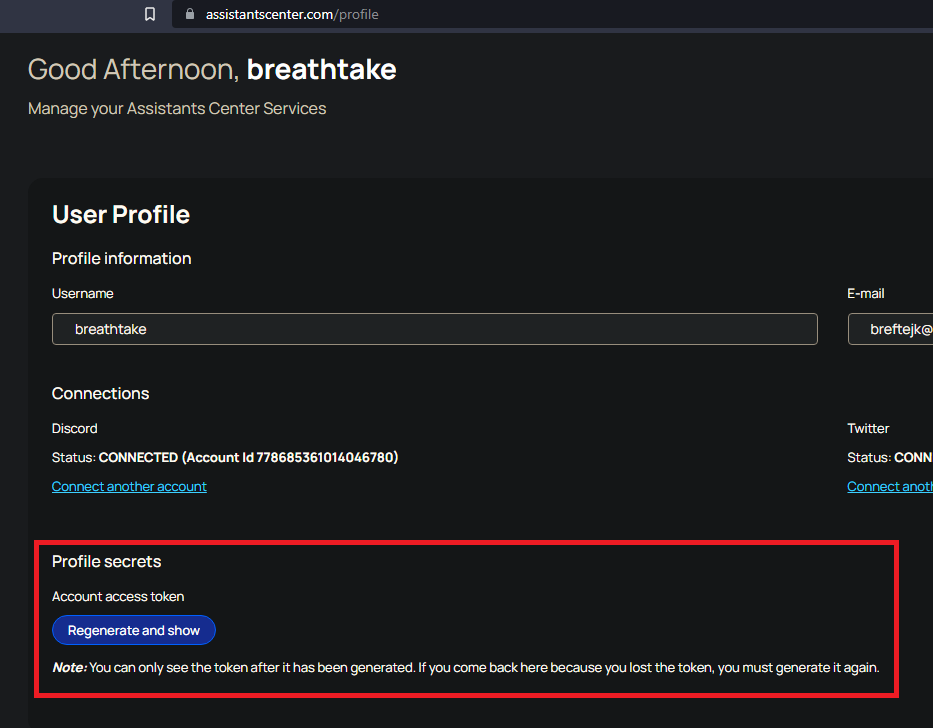 assistantscenter.com/profile
Good Afternoon, breathtake
Manage your Assistants Center Services
User Profile
Profile information
Username
E-mail
breathtake
breftejk@
Connections
Discord
Twitter
Status: CONNECTED (Account Id 778685361014046780)
Status: CONN
Connect another account
Connect anoth
Profile secrets
Account access token
Regenerate and show
Note: You can only see the token after it has been generated. If you come back here because you lost the token, you must generate it again.